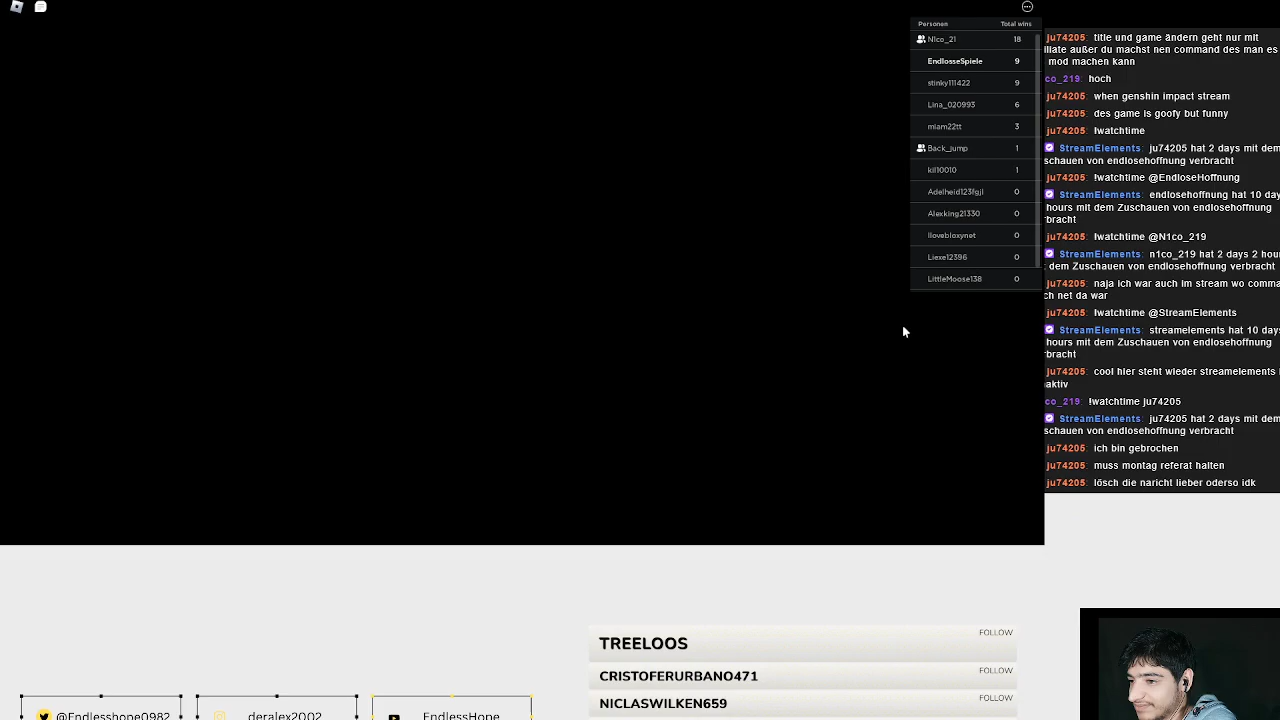 Personen Total wins
N1co_21 18
EndlosseSpiele 9
stinky111422 9
Lina_020993 6
miam22tt 3
Back_jump 1
kil10010 1
Adelheid123fgjl 0
Alexking21330 0
Ilovebloxynet 0
Liexe12396 0
LittleMoose138 0
ju74205: title und game ändern geht nur mit
illate außer du machst nen command des man es
mod machen kann
co_219: hoch
ju74205: when genshin impact stream
ju74205: des game is goofy but funny
ju74205: !watchtime
StreamElements: ju74205 hat 2 days mit dem
schauen von endlosehoffnung verbracht
ju74205: !watchtime @EndloseHoffnung
StreamElements: endlosehoffnung hat 10 day
hours mit dem Zuschauen von endlosehoffnung
bracht
ju74205: !watchtime @N1co_219
StreamElements: n1co_219 hat 2 days 2 hour
dem Zuschauen von endlosehoffnung verbracht
ju74205: naja ich war auch im stream wo comma
ch net da war
ju74205: !watchtime @StreamElements
StreamElements: streamelements hat 10 day
hours mit dem Zuschauen von endlosehoffnung
bracht
ju74205: cool hier steht wieder streamelements
aktiv
co_219: !watchtime ju74205
StreamElements: ju74205 hat 2 days mit dem
schauen von endlosehoffnung verbracht
ju74205: ich bin gebrochen
ju74205: muss montag referat halten
ju74205: lösch die naricht lieber oderso idk
TREELOOS FOLLOW
CRISTOFERURBANO471 FOLLOW
NICLASWILKEN659 FOLLOW
@Endlesshope0982 deralex2002 EndlessHope